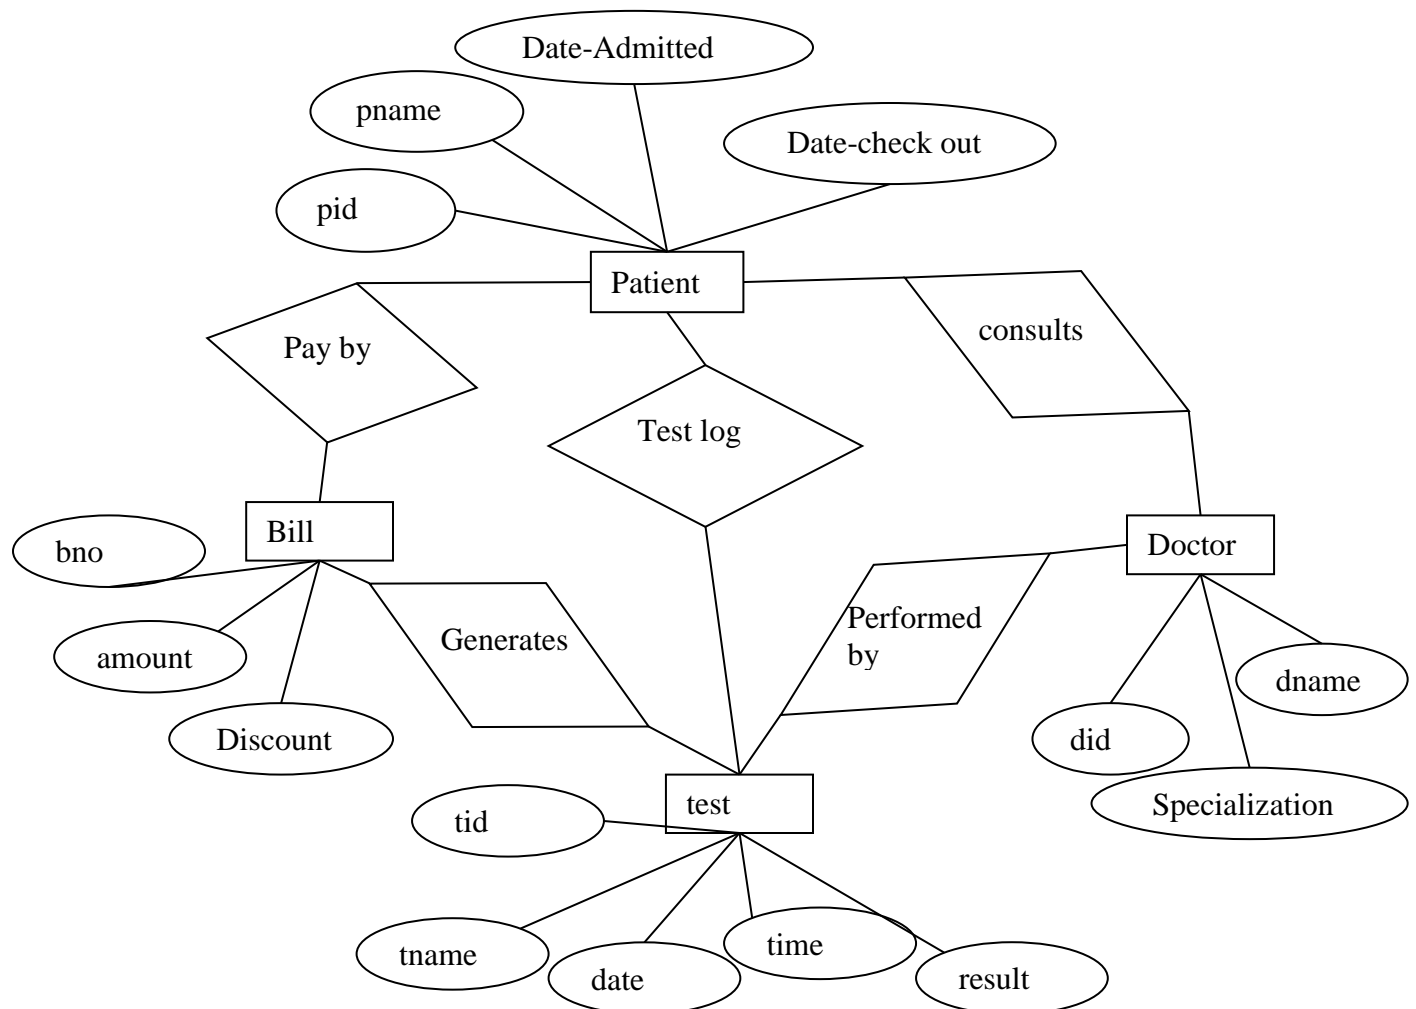 Date-Admitted
pname
Date-check out
pid
Patient
Pay by
consults
Test log
Bill
bno
Doctor
Generates
Performed
by
amount
dname
Discount
did
test
Specialization
tid
tname
time
date
result